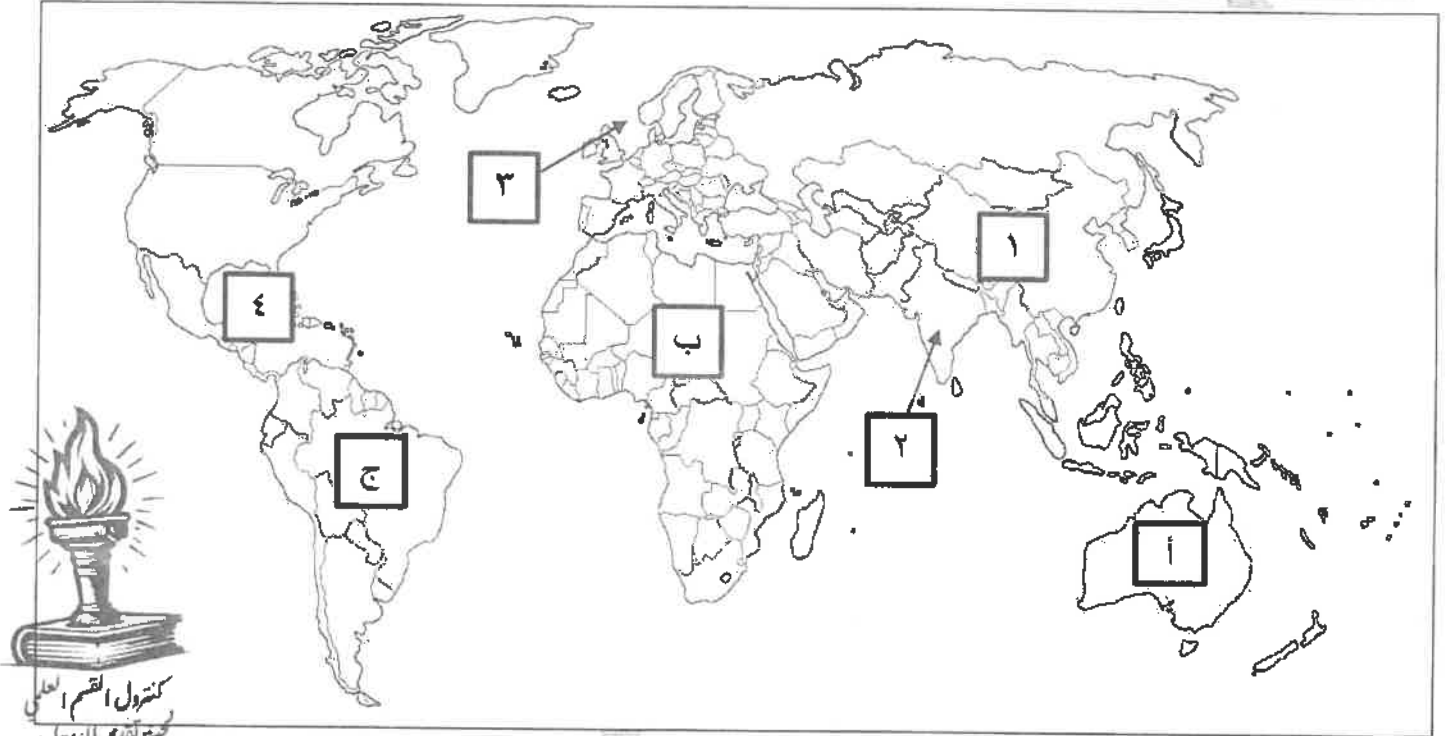 ٣
١
٤
ب
٢
ج
أ
كنترول القسم العلمي